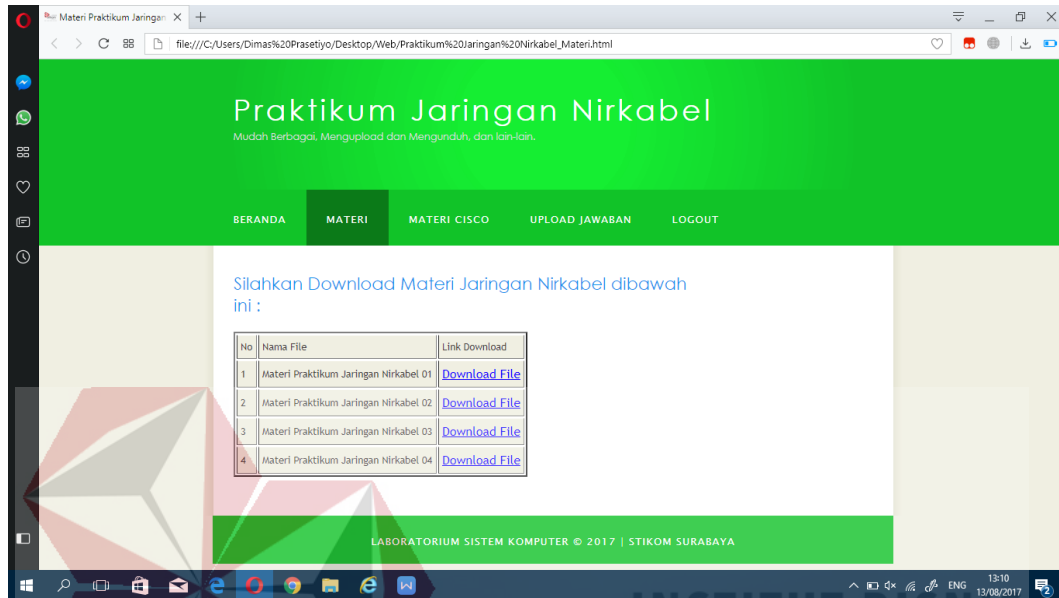 Materi Praktikum Jaringan
file:///C:/Users/Dimas%20Prasetiyo/Desktop/Web/Praktikum%20Jaringan%20Nirkabel_Materi.html
Praktikum Jaringan Nirkabel
Mudah Berbagai, Mengupload dan Mengunduh, dan lain-lain.
BERANDA MATERI MATERI CISCO UPLOAD JAWABAN LOGOUT
Silahkan Download Materi Jaringan Nirkabel dibawah
ini :
No Nama File Link Download
1 Materi Praktikum Jaringan Nirkabel 01 Download File
2 Materi Praktikum Jaringan Nirkabel 02 Download File
3 Materi Praktikum Jaringan Nirkabel 03 Download File
4 Materi Praktikum Jaringan Nirkabel 04 Download File
LABORATORIUM SISTEM KOMPUTER © 2017 | STIKOM SURABAYA
ENG 13:10
13/08/2017
2